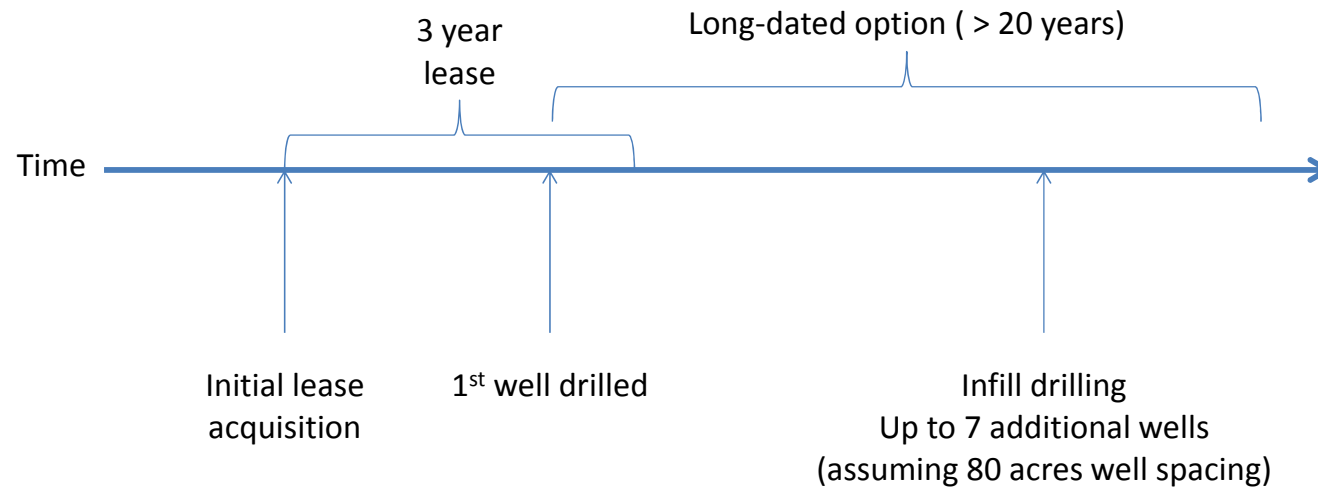 3 year
lease
Long-dated option ( > 20 years)
Time
Initial lease
acquisition
1st well drilled
Infill drilling
Up to 7 additional wells
(assuming 80 acres well spacing)